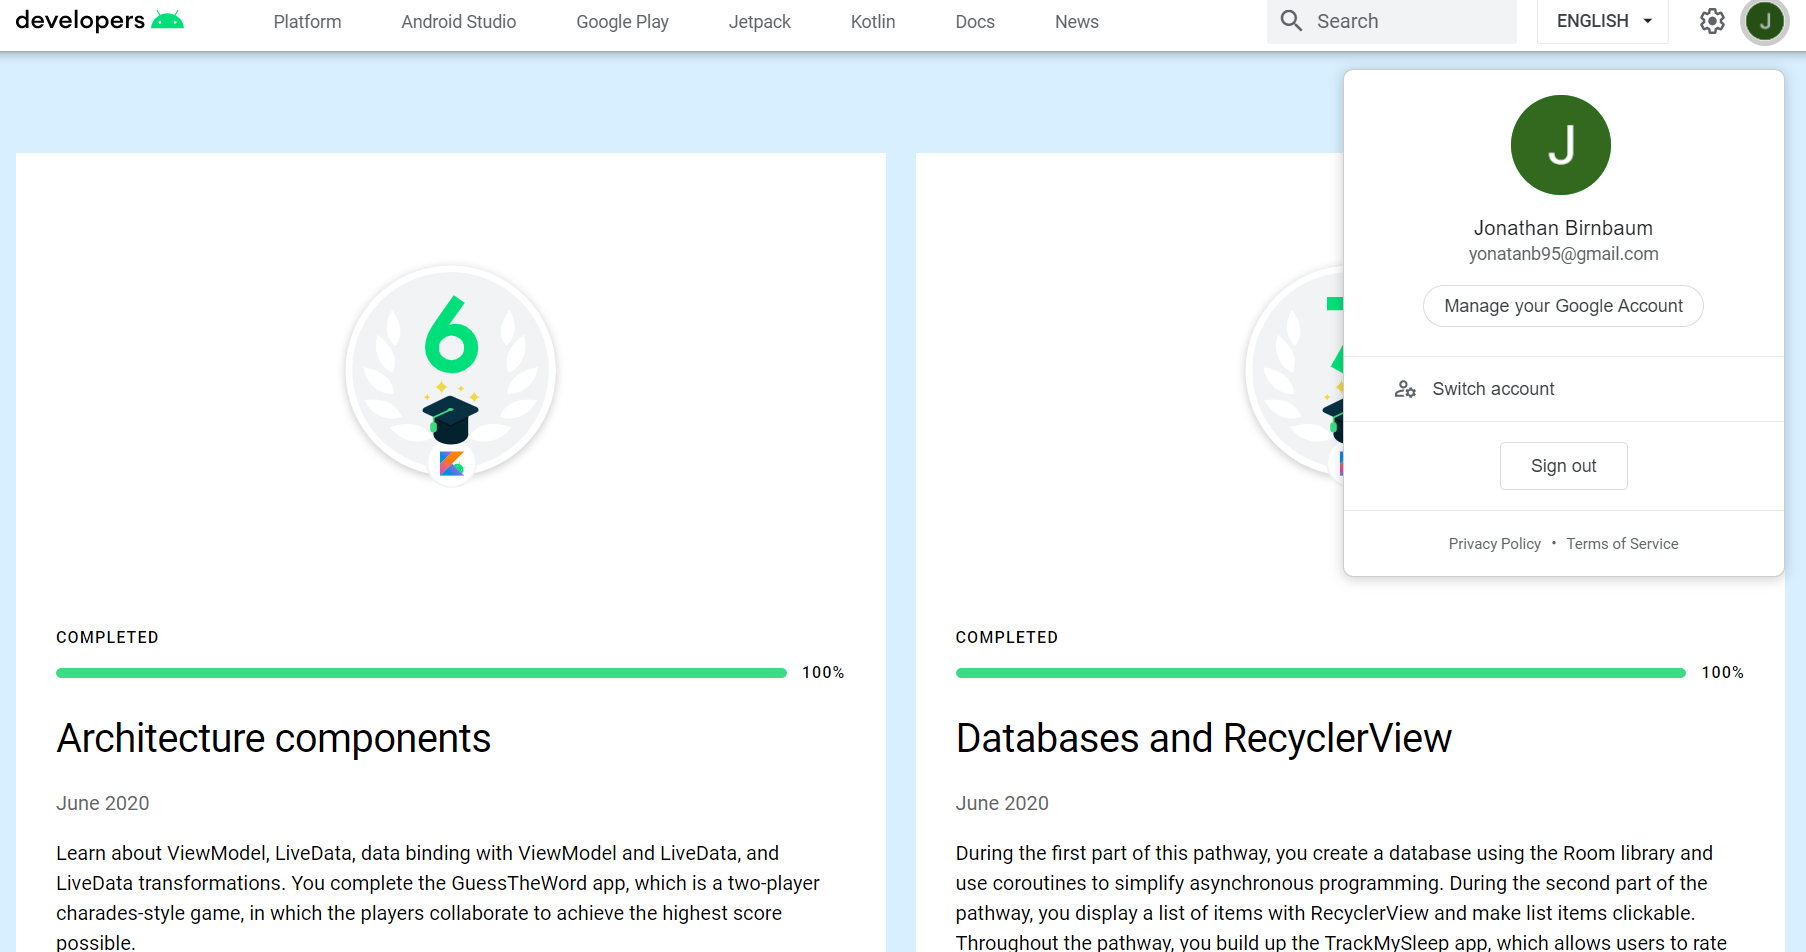 developers
Platform
Android Studio
Google Play
Jetpack
Kotlin
Docs
News
Search
ENGLISH
J
J
Jonathan Birnbaum
yonatanb95@gmail.com
Manage your Google Account
Switch account
Sign out
Privacy Policy • Terms of Service
6
COMPLETED
100%
Architecture components
June 2020
Learn about ViewModel, LiveData, data binding with ViewModel and LiveData, and
LiveData transformations. You complete the GuessTheWord app, which is a two-player
charades-style game, in which the players collaborate to achieve the highest score
possible.
COMPLETED
100%
Databases and RecyclerView
June 2020
During the first part of this pathway, you create a database using the Room library and
use coroutines to simplify asynchronous programming. During the second part of the
pathway, you display a list of items with RecyclerView and make list items clickable.
Throughout the pathway, you build up the TrackMySleep app, which allows users to rate